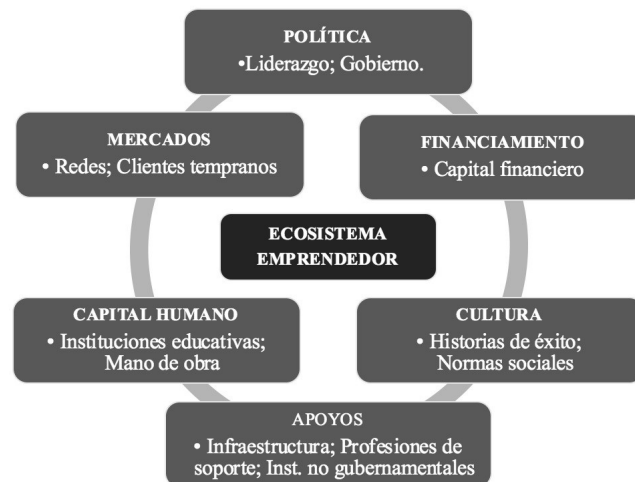 POLÍTICA
•Liderazgo; Gobierno.
MERCADOS
• Redes; Clientes tempranos
FINANCIAMIENTO
• Capital financiero
ECOSISTEMA
EMPRENDEDOR
CAPITAL HUMANO
• Instituciones educativas;
Mano de obra
CULTURA
• Historias de éxito;
Normas sociales
APOYOS
• Infraestructura; Profesiones de
soporte; Inst. no gubernamentales